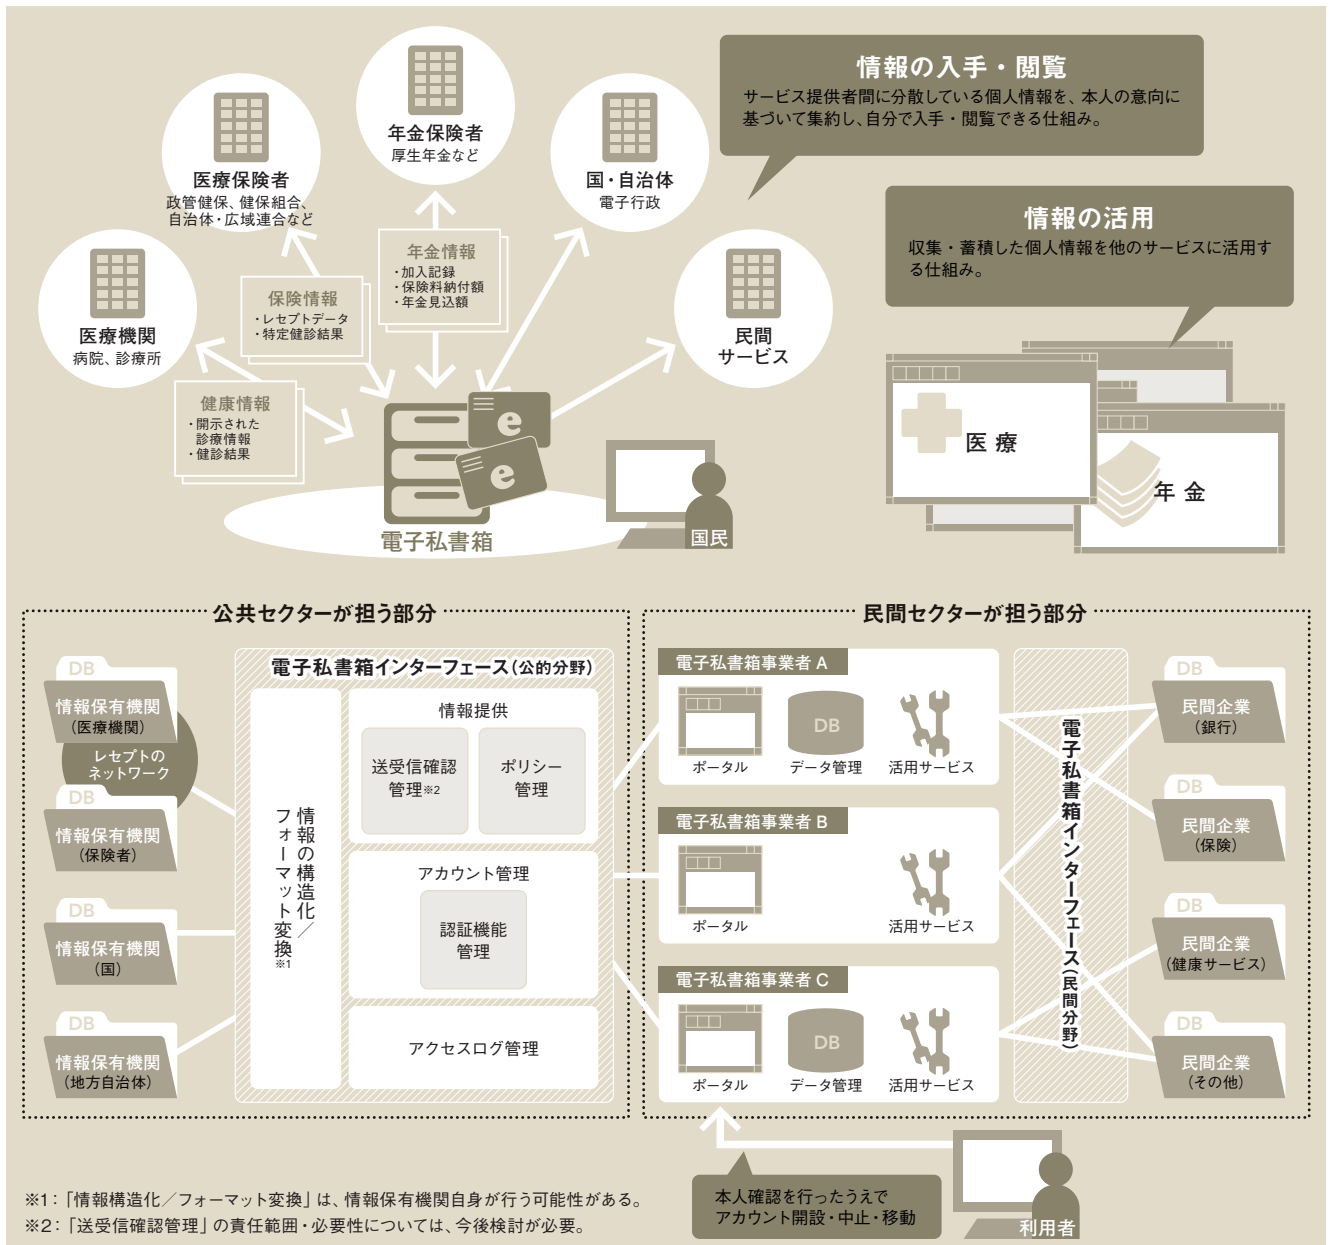 情報の入手・閲覧
サービス提供者間に分散している個人情報を、本人の意向に
基づいて集約し、自分で入手・閲覧できる仕組み。
情報の活用
収集・蓄積した個人情報を他のサービスに活用す
る仕組み。
年金保険者
厚生年金など
医療保険者
政管健保、健保組合、
自治体・広域連合など
国・自治体
電子行政
医療機関
病院、診療所
民間
サービス
年金情報
・加入記録
・保険料納付額
・年金見込額
保険情報
・レセプトデータ
・特定健診結果
健康情報
・開示された
診療情報
・健診結果
e
e
電子私書箱
国民
医療
年金
公共セクターが担う部分
DB
情報保有機関
（医療機関）
レセプトの
ネットワーク
DB
情報保有機関
（保険者）
DB
情報保有機関
（国）
DB
情報保有機関
（地方自治体）
電子私書箱インターフェース（公的分野）
情報の構造化／
フォーマット変換※1
情報提供
送受信確認
管理※2
ポリシー
管理
アカウント管理
認証機能
管理
アクセスログ管理
民間セクターが担う部分
電子私書箱事業者 A
DB
ポータル
データ管理
活用サービス
電子私書箱事業者 B
ポータル
活用サービス
電子私書箱事業者 C
DB
ポータル
データ管理
活用サービス
電子私書箱インターフェース（民間分野）
DB
民間企業
（銀行）
DB
民間企業
（保険）
DB
民間企業
（健康サービス）
DB
民間企業
（その他）
本人確認を行ったうえで
アカウント開設・中止・移動
利用者
※1：「情報構造化／フォーマット変換」は、情報保有機関自身が行う可能性がある。
※2：「送受信確認管理」の責任範囲・必要性については、今後検討が必要。